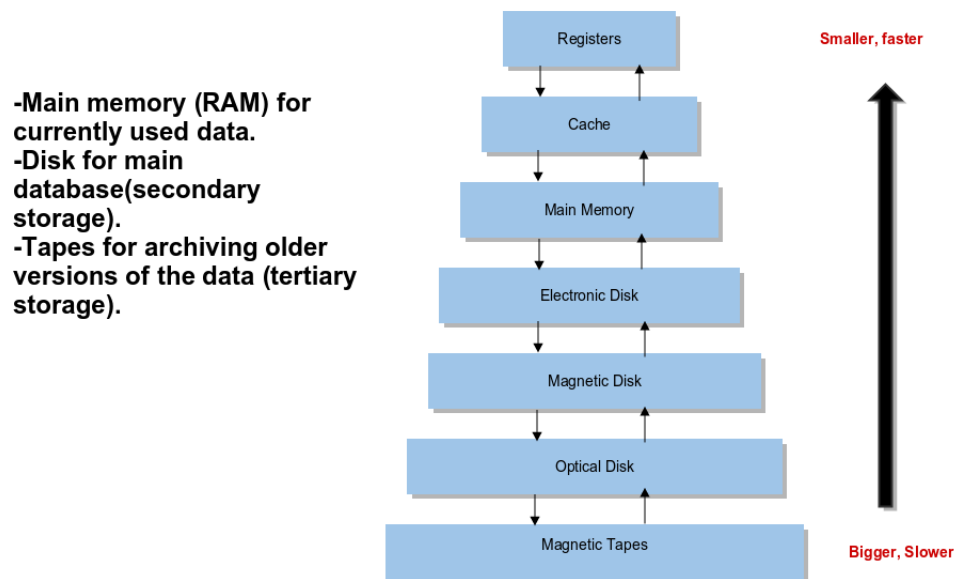 -Main memory (RAM) for
currently used data.
-Disk for main
database(secondary
storage).
-Tapes for archiving older
versions of the data (tertiary
storage).
Registers
Cache
Main Memory
Electronic Disk
Magnetic Disk
Optical Disk
Magnetic Tapes
Smaller, faster
Bigger, Slower